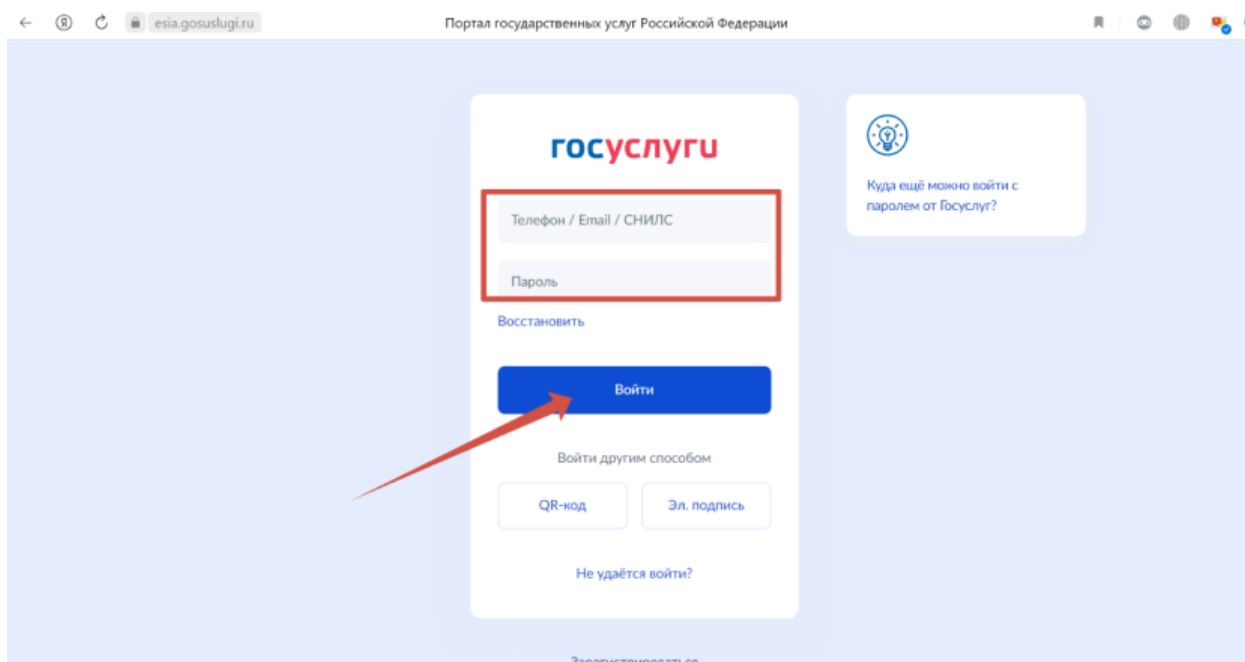 esia.gosuslugi.ru
Портал государственных услуг Российской Федерации
госуслуги
Телефон / Email / СНИЛС
Пароль
Восстановить
Войти
Войти другим способом
QR-код
Эл. подпись
Не удаётся войти?
Зарегистрироваться
Куда ещё можно войти с
паролем от Госуслуг?